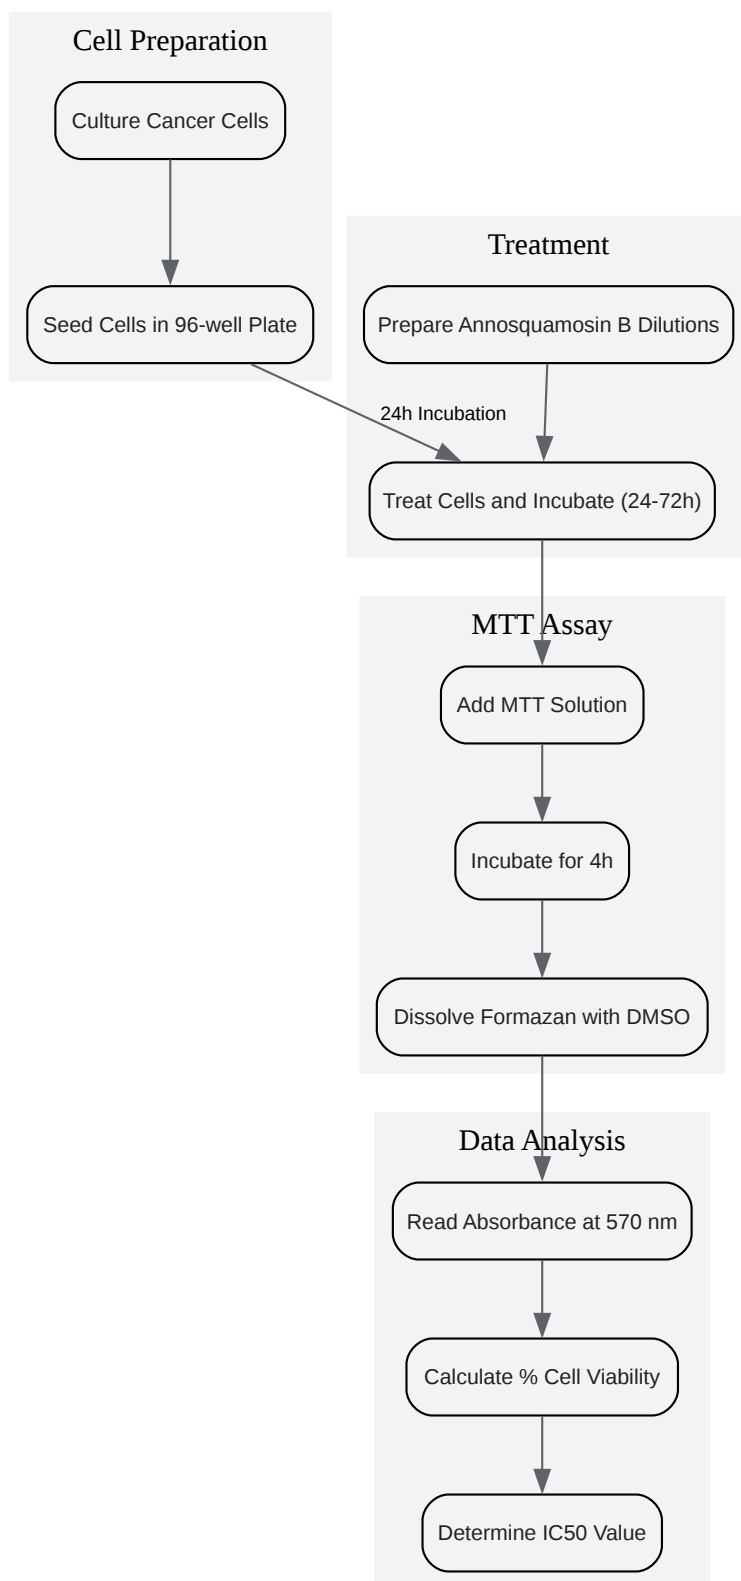 Cell Preparation
Culture Cancer Cells
Seed Cells in 96-well Plate
Treatment
Prepare Annosquamosin B Dilutions
24h Incubation
Treat Cells and Incubate (24-72h)
MTT Assay
Add MTT Solution
Incubate for 4h
Dissolve Formazan with DMSO
Data Analysis
Read Absorbance at 570 nm
Calculate % Cell Viability
Determine IC50 Value